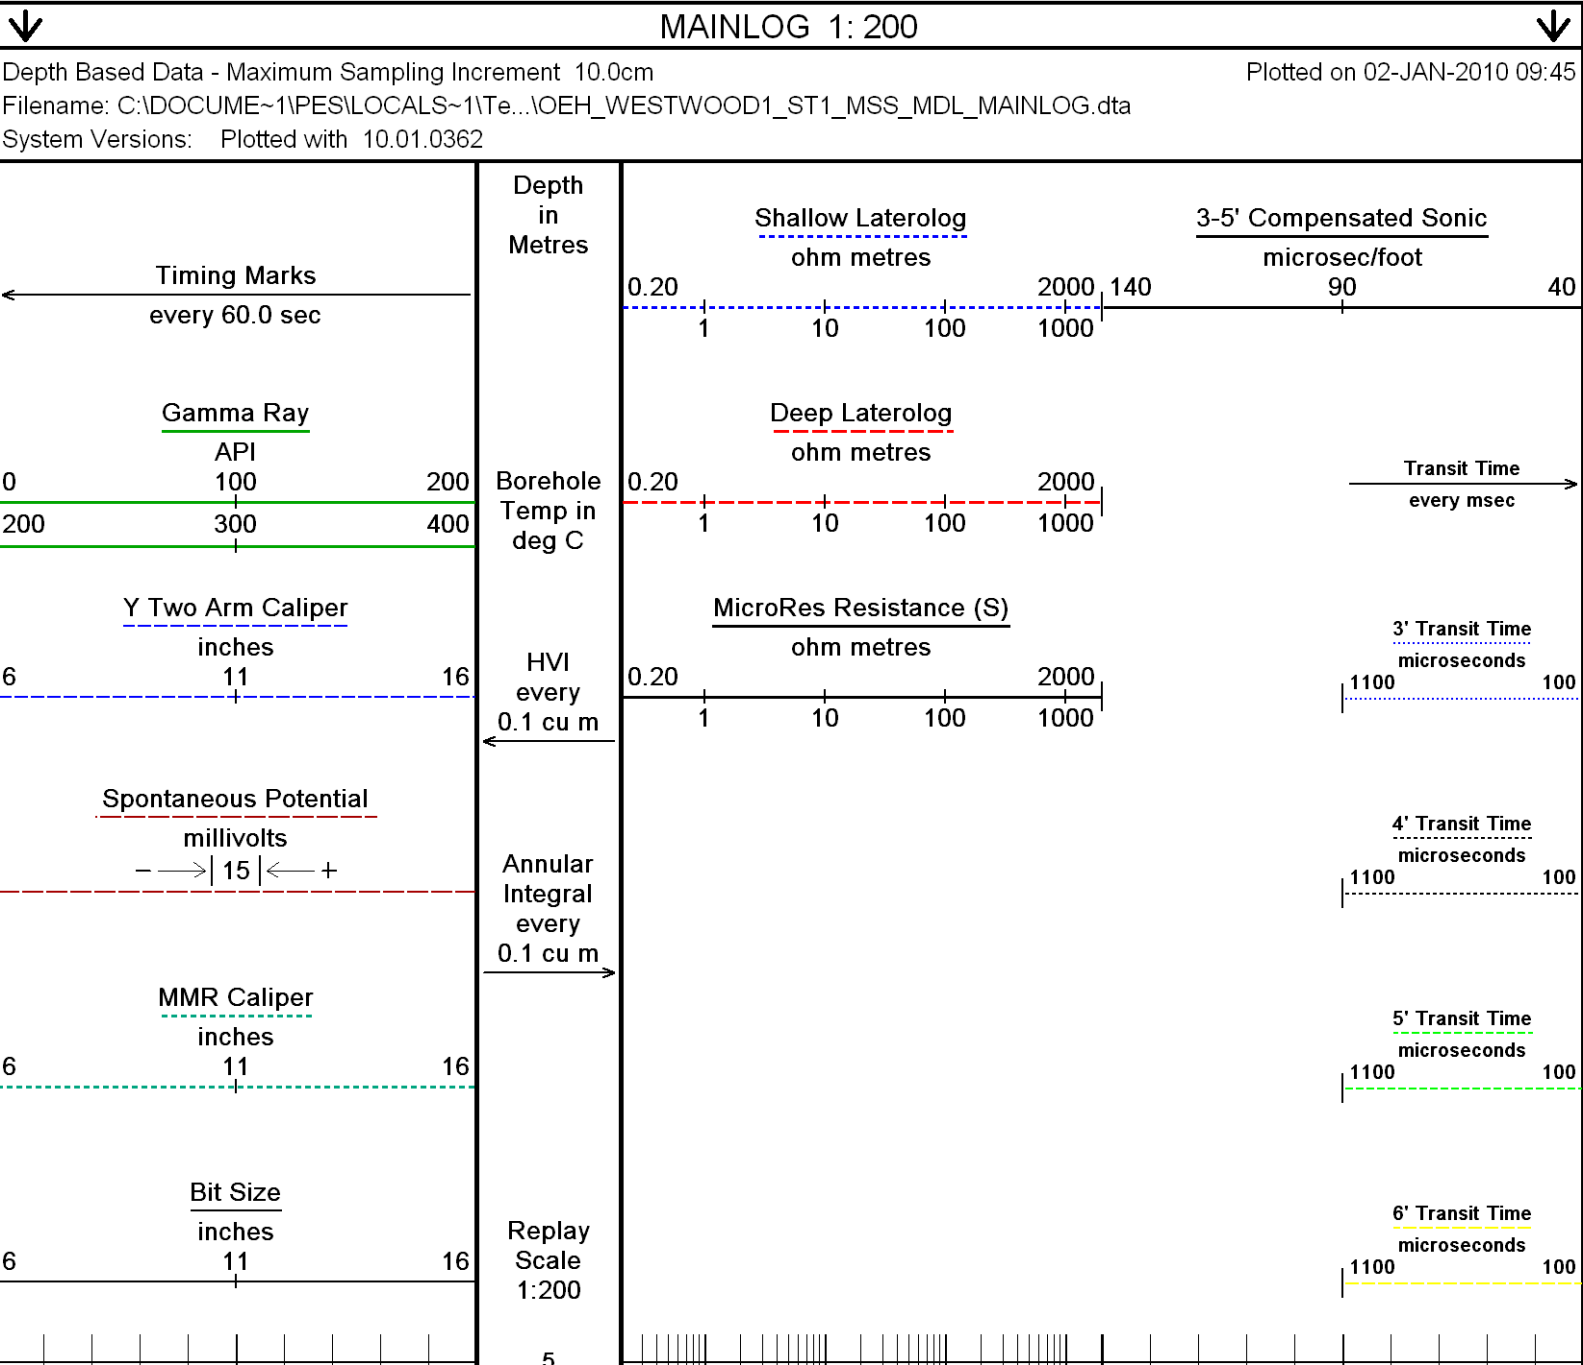 MAINLOG 1: 200
Depth Based Data - Maximum Sampling Increment 10.0cm
Plotted on 02-JAN-2010 09:45
Filename: C:\DOCUME~1\PES\LOCALS~1\Te...\OEH_WESTWOOD1_ST1_MSS_MDL_MAINLOG.dta
System Versions: Plotted with 10.01.0362
Timing Marks
every 60.0 sec
Gamma Ray
API
0 100 200
200 300 400
Y Two Arm Caliper
inches
6 11 16
Spontaneous Potential
millivolts
− → | 15 | ← +
MMR Caliper
inches
6 11 16
Bit Size
inches
6 11 16
Depth
in
Metres
Borehole
Temp in
deg C
HVI
every
0.1 cu m
Annular
Integral
every
0.1 cu m
Replay
Scale
1:200
5
Shallow Laterolog
ohm metres
0.20 2000
1 10 100 1000
Deep Laterolog
ohm metres
0.20 2000
1 10 100 1000
MicroRes Resistance (S)
ohm metres
0.20 2000
1 10 100 1000
3-5' Compensated Sonic
microsec/foot
140 90 40
Transit Time
every msec
3' Transit Time
microseconds
1100 100
4' Transit Time
microseconds
1100 100
5' Transit Time
microseconds
1100 100
6' Transit Time
microseconds
1100 100